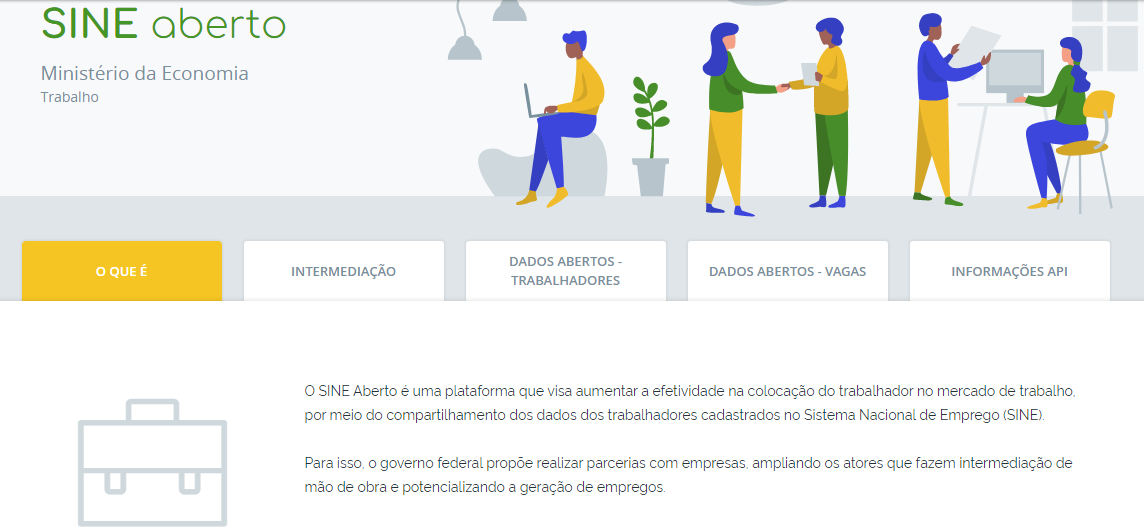 SINE aberto
Ministério da Economia
Trabalho
O QUE É
INTERMEDIAÇÃO
DADOS ABERTOS -
TRABALHADORES
DADOS ABERTOS - VAGAS
INFORMAÇÕES API
O SINE Aberto é uma plataforma que visa aumentar a efetividade na colocação do trabalhador no mercado de trabalho,
por meio do compartilhamento dos dados dos trabalhadores cadastrados no Sistema Nacional de Emprego (SINE).
Para isso, o governo federal propõe realizar parcerias com empresas, ampliando os atores que fazem intermediação de
mão de obra e potencializando a geração de empregos.